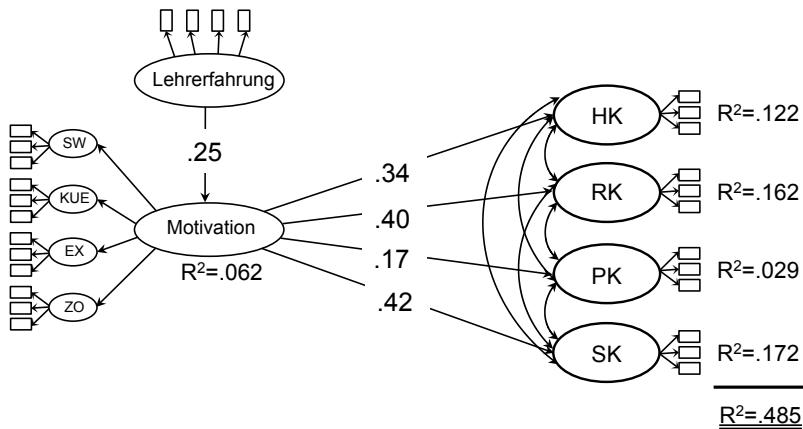 Lehrerfahrung
.25
SW
KUE
EX
ZO
Motivation
R²=.062
.34
.40
.17
.42
HK
RK
PK
SK
R²=.122
R²=.162
R²=.029
R²=.172
R²=.485